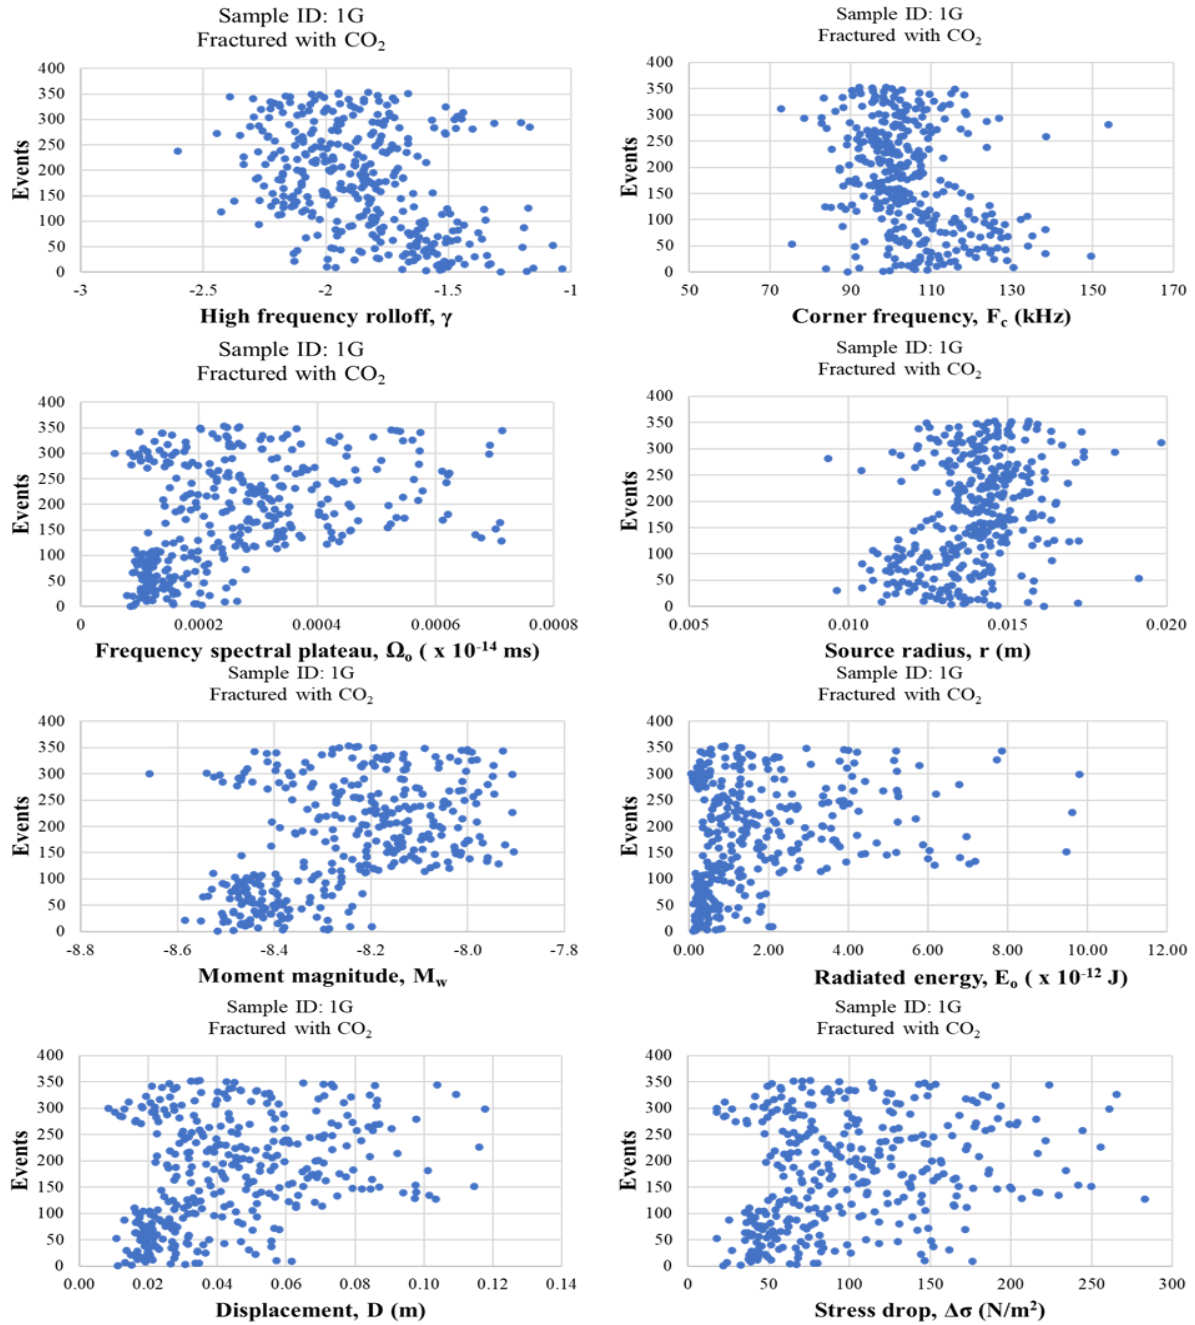 Sample ID: 1G
Fractured with CO₂
Events
400
350
300
250
200
150
100
50
0
-3 -2.5 -2 -1.5 -1
High frequency rolloff, γ
Sample ID: 1G
Fractured with CO₂
Events
400
350
300
250
200
150
100
50
0
50 70 90 110 130 150 170
Corner frequency, Fc (kHz)
Sample ID: 1G
Fractured with CO₂
Events
400
350
300
250
200
150
100
50
0
0 0.0002 0.0004 0.0006 0.0008
Frequency spectral plateau, Ωo ( x 10⁻¹⁴ ms)
Sample ID: 1G
Fractured with CO₂
Events
400
350
300
250
200
150
100
50
0
0.005 0.010 0.015 0.020
Source radius, r (m)
Sample ID: 1G
Fractured with CO₂
Events
400
350
300
250
200
150
100
50
0
-8.8 -8.6 -8.4 -8.2 -8.0 -7.8
Moment magnitude, Mw
Sample ID: 1G
Fractured with CO₂
Events
400
350
300
250
200
150
100
50
0
0.00 2.00 4.00 6.00 8.00 10.00 12.00
Radiated energy, Eo ( x 10⁻¹² J)
Sample ID: 1G
Fractured with CO₂
Events
400
350
300
250
200
150
100
50
0
0.00 0.02 0.04 0.06 0.08 0.10 0.12 0.14
Displacement, D (m)
Sample ID: 1G
Fractured with CO₂
Events
400
350
300
250
200
150
100
50
0
0 50 100 150 200 250 300
Stress drop, Δσ (N/m²)